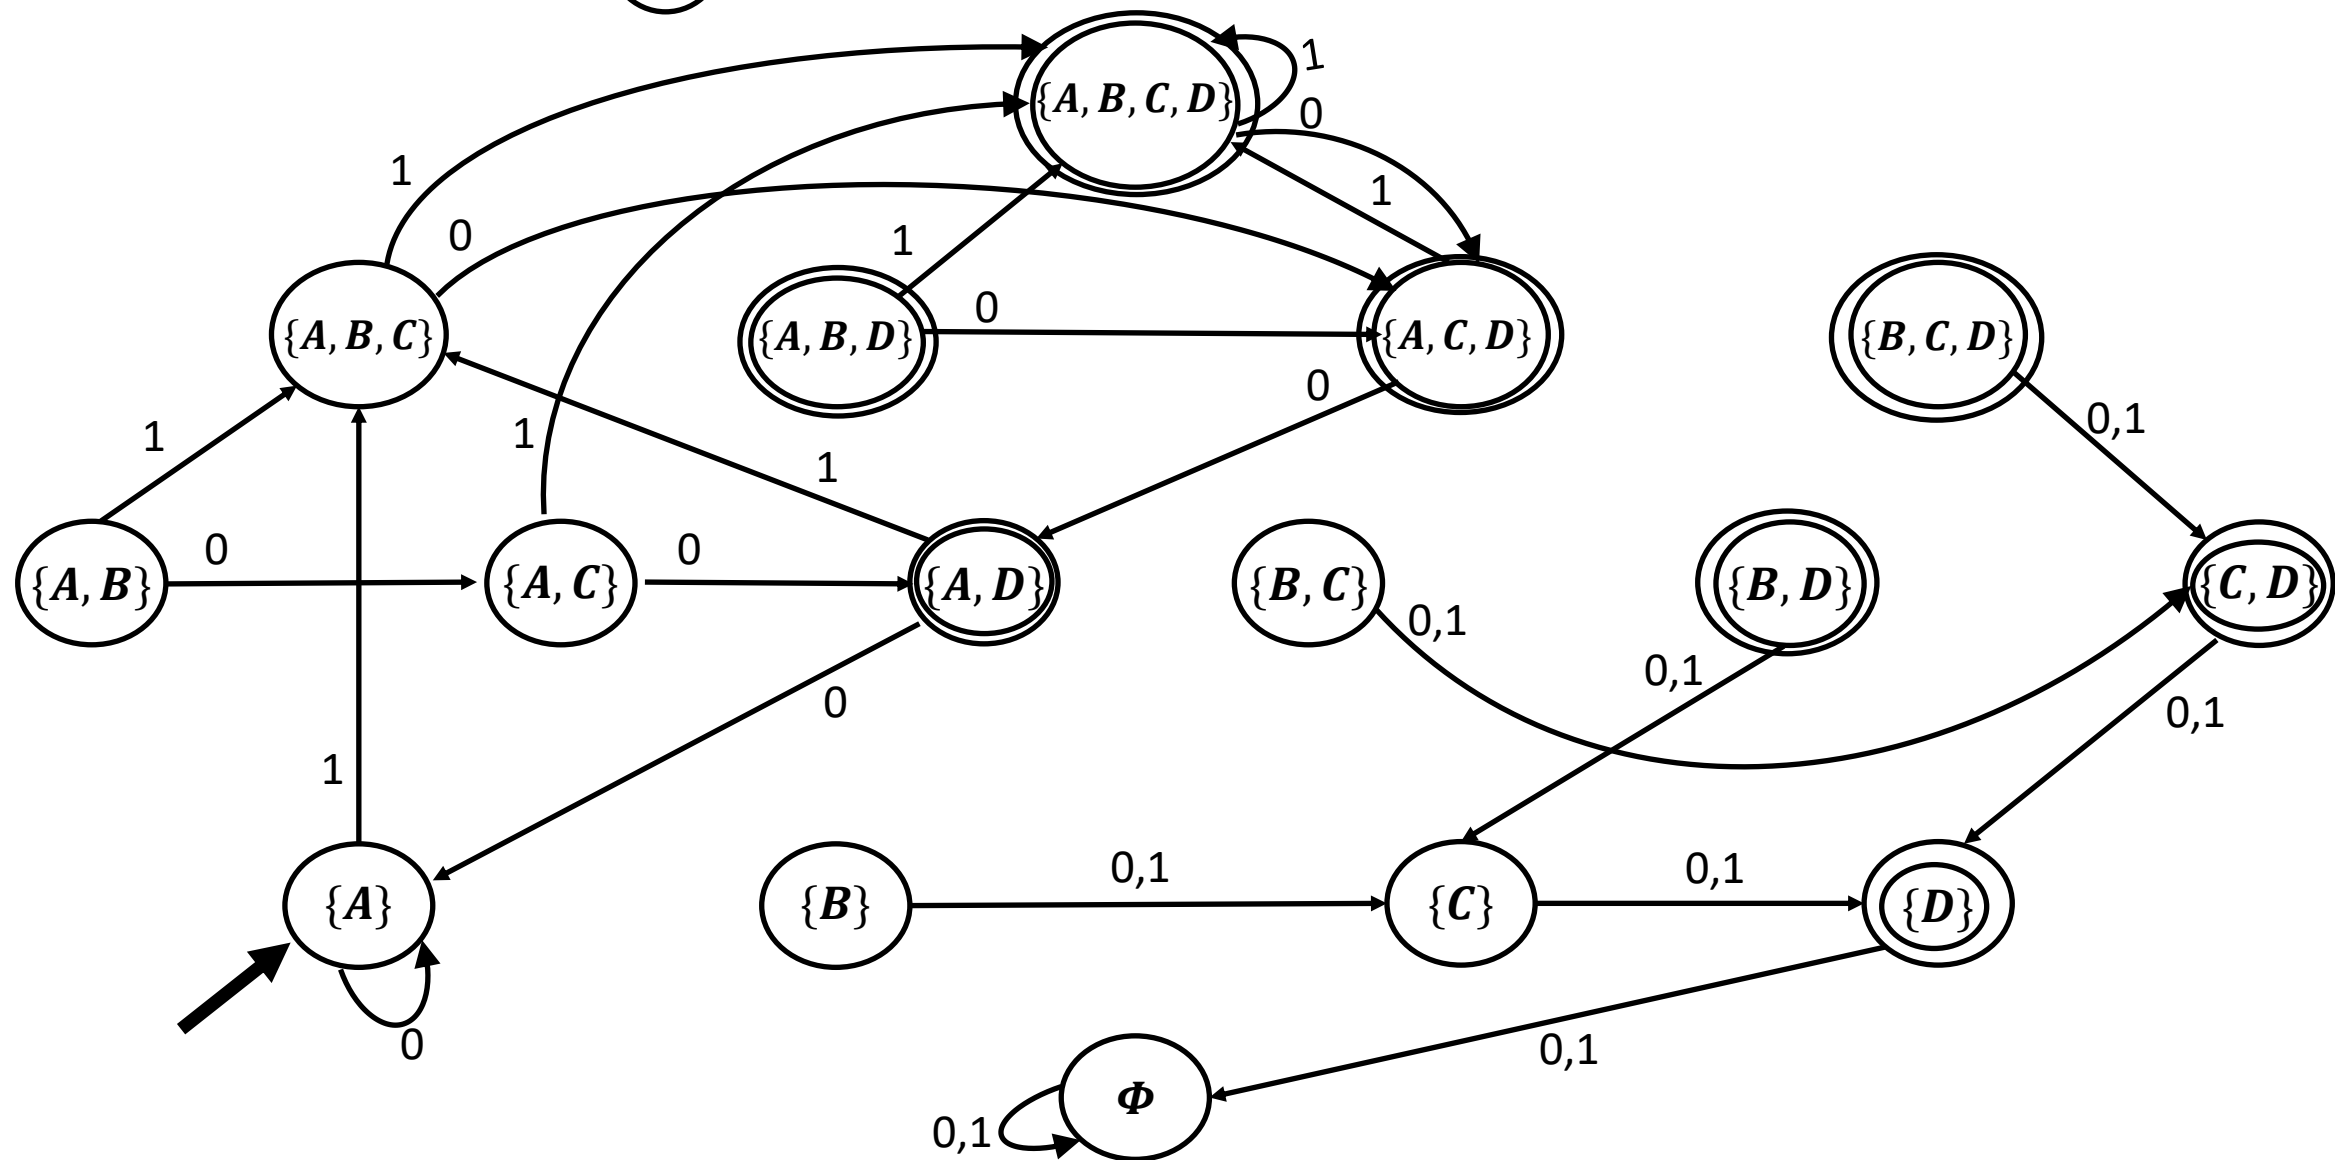 1
{A, B, C, D}
0
1
1
0
1
{A, B, C}
{A, B, D}
0
{A, C, D}
{B, C, D}
0
0,1
1
1
1
{A, B}
0
{A, C}
0
{A, D}
{B, C}
{B, D}
{C, D}
0,1
0,1
0
0,1
1
{A}
{B}
0,1
{C}
0,1
{D}
0
0,1
Φ
0,1